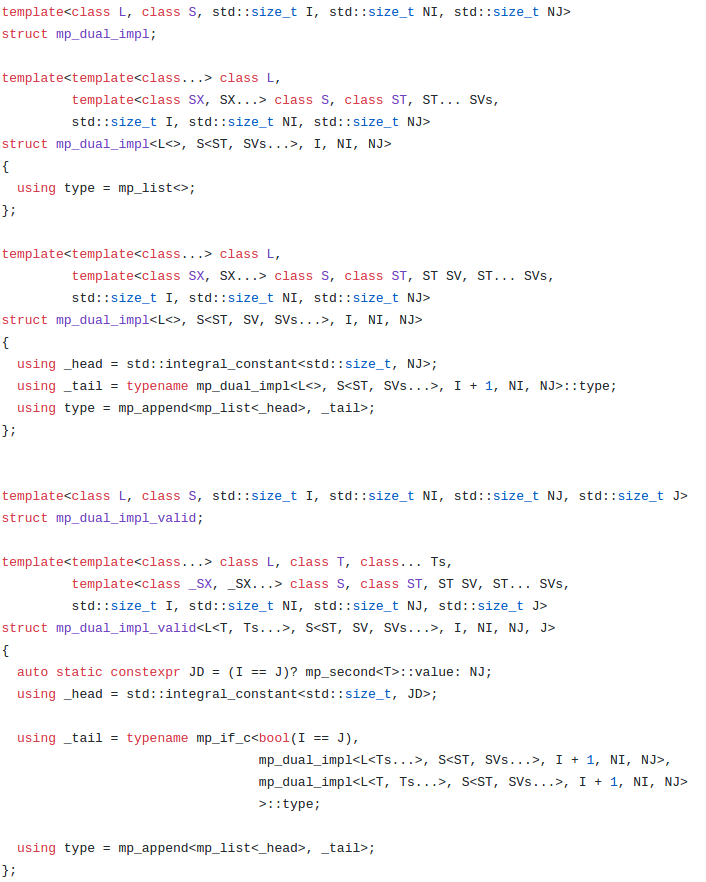 template<class L, class S, std::size_t I, std::size_t NI, std::size_t NJ>
struct mp_dual_impl;

template<template<class...> class L,
         template<class SX, SX...> class S, class ST, ST... SVs,
         std::size_t I, std::size_t NI, std::size_t NJ>
struct mp_dual_impl<L<>, S<ST, SVs...>, I, NI, NJ>
{
  using type = mp_list<>;
};

template<template<class...> class L,
         template<class SX, SX...> class S, class ST, ST SV, ST... SVs,
         std::size_t I, std::size_t NI, std::size_t NJ>
struct mp_dual_impl<L<>, S<ST, SV, SVs...>, I, NI, NJ>
{
  using _head = std::integral_constant<std::size_t, NJ>;
  using _tail = typename mp_dual_impl<L<>, S<ST, SVs...>, I + 1, NI, NJ>::type;
  using type = mp_append<mp_list<_head>, _tail>;
};


template<class L, class S, std::size_t I, std::size_t NI, std::size_t NJ, std::size_t J>
struct mp_dual_impl_valid;

template<template<class...> class L, class T, class... Ts,
         template<class _SX, _SX...> class S, class ST, ST SV, ST... SVs,
         std::size_t I, std::size_t NI, std::size_t NJ, std::size_t J>
struct mp_dual_impl_valid<L<T, Ts...>, S<ST, SV, SVs...>, I, NI, NJ, J>
{
  auto static constexpr JD = (I == J)? mp_second<T>::value: NJ;
  using _head = std::integral_constant<std::size_t, JD>;

  using _tail = typename mp_if_c<bool(I == J),
                                 mp_dual_impl<L<Ts...>, S<ST, SVs...>, I + 1, NI, NJ>,
                                 mp_dual_impl<L<T, Ts...>, S<ST, SVs...>, I + 1, NI, NJ>
                                 >::type;

  using type = mp_append<mp_list<_head>, _tail>;
};